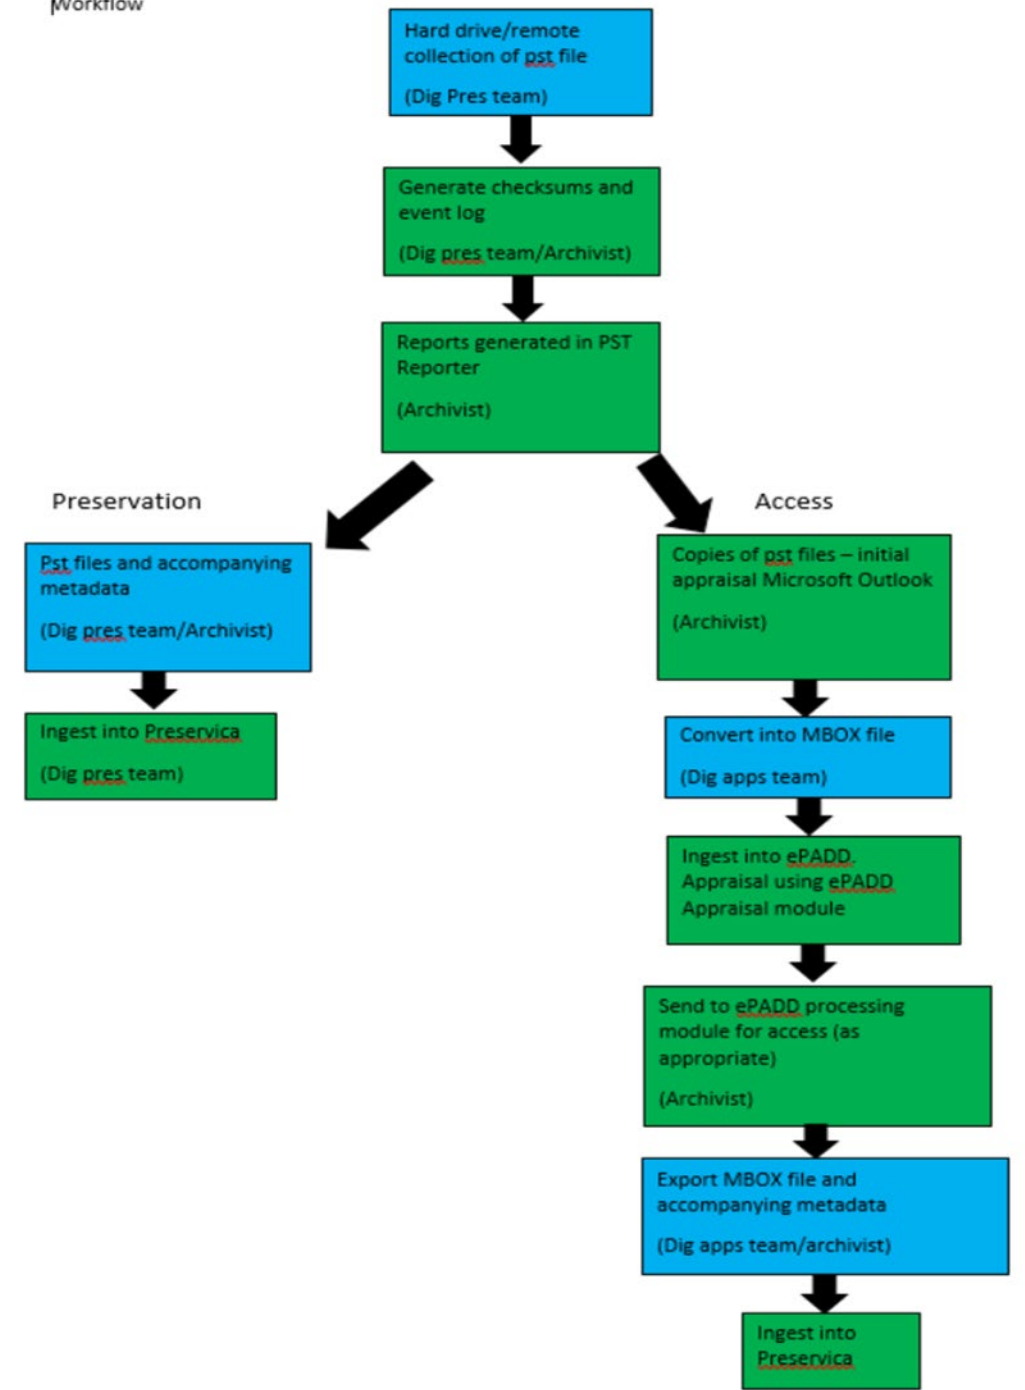 Workflow
Hard drive/remote
collection of pst file
(Dig Pres team)
Generate checksums and
event log
(Dig pres team/Archivist)
Reports generated in PST
Reporter
(Archivist)
Preservation
Pst files and accompanying
metadata
(Dig pres team/Archivist)
Ingest into Preservica
(Dig pres team)
Access
Copies of pst files – initial
appraisal Microsoft Outlook
(Archivist)
Convert into MBOX file
(Dig apps team)
Ingest into ePADD.
Appraisal using ePADD
Appraisal module
Send to ePADD processing
module for access (as
appropriate)
(Archivist)
Export MBOX file and
accompanying metadata
(Dig apps team/archivist)
Ingest into
Preservica